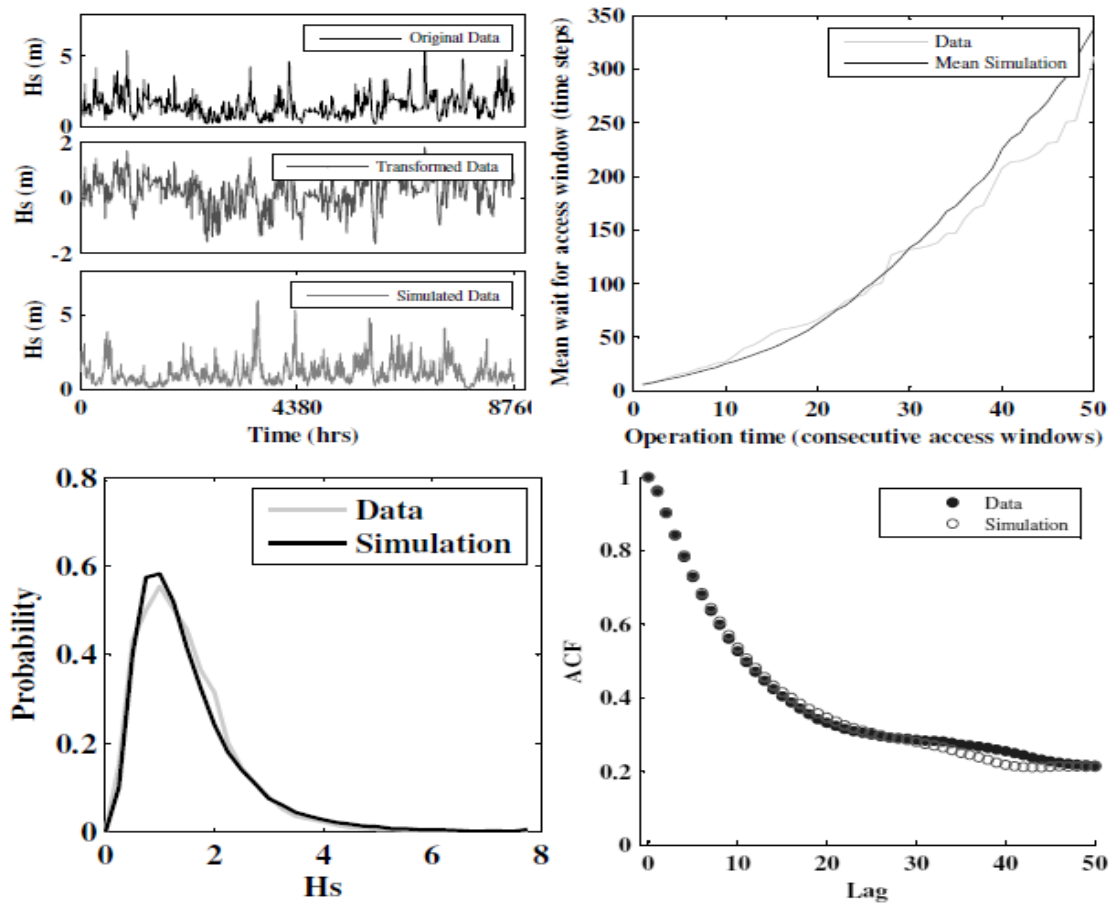 Hs (m)
5
0
Original Data
Hs (m)
2
0
-2
Transformed Data
Hs (m)
5
0
Simulated Data
0
4380
8760
Time (hrs)
Mean wait for access window (time steps)
350
300
250
200
150
100
50
0
Data
Mean Simulation
10
20
30
40
50
Operation time (consecutive access windows)
Probability
0.8
0.6
0.4
0.2
0
Data
Simulation
0
2
4
6
8
Hs
ACF
1
0.8
0.6
0.4
0.2
0
Data
Simulation
0
10
20
30
40
50
Lag